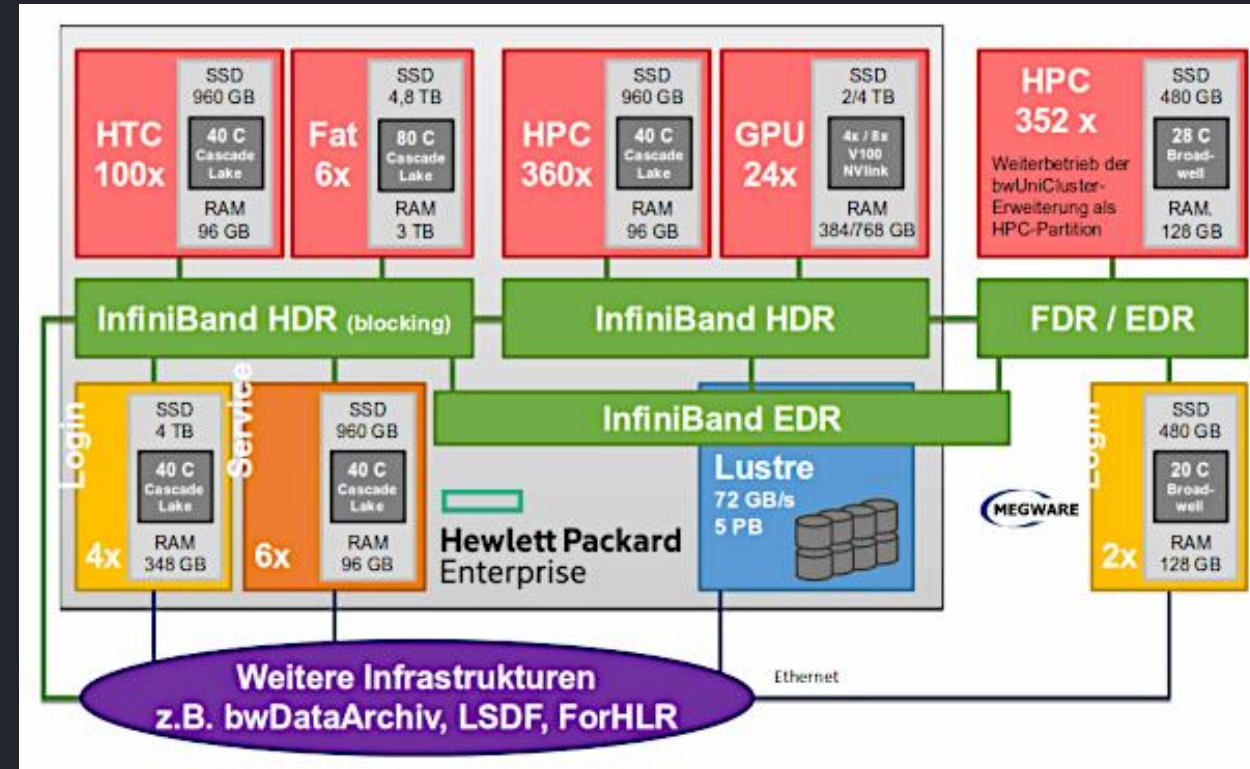 HTC
100x
SSD
960 GB
40 C
Cascade
Lake
RAM
96 GB
Fat
6x
SSD
4,8 TB
80 C
Cascade
Lake
RAM
3 TB
HPC
360x
SSD
960 GB
40 C
Cascade
Lake
RAM
96 GB
GPU
24x
SSD
2/4 TB
4x / 8x
V100
NVlink
RAM
384/768 GB
HPC
352 x
Weiterbetrieb der
bwUniCluster-
Erweiterung als
HPC-Partition
SSD
480 GB
28 C
Broad-
well
RAM.
128 GB
InfiniBand HDR (blocking)
InfiniBand HDR
FDR / EDR
InfiniBand EDR
Login
4x
SSD
4 TB
40 C
Cascade
Lake
RAM
348 GB
Service
6x
SSD
960 GB
40 C
Cascade
Lake
RAM
96 GB
Hewlett Packard
Enterprise
Lustre
72 GB/s
5 PB
MEGWARE
Login
2x
SSD
480 GB
20 C
Broad-
well
RAM
128 GB
Weitere Infrastrukturen
z.B. bwDataArchiv, LSDF, ForHLR
Ethernet